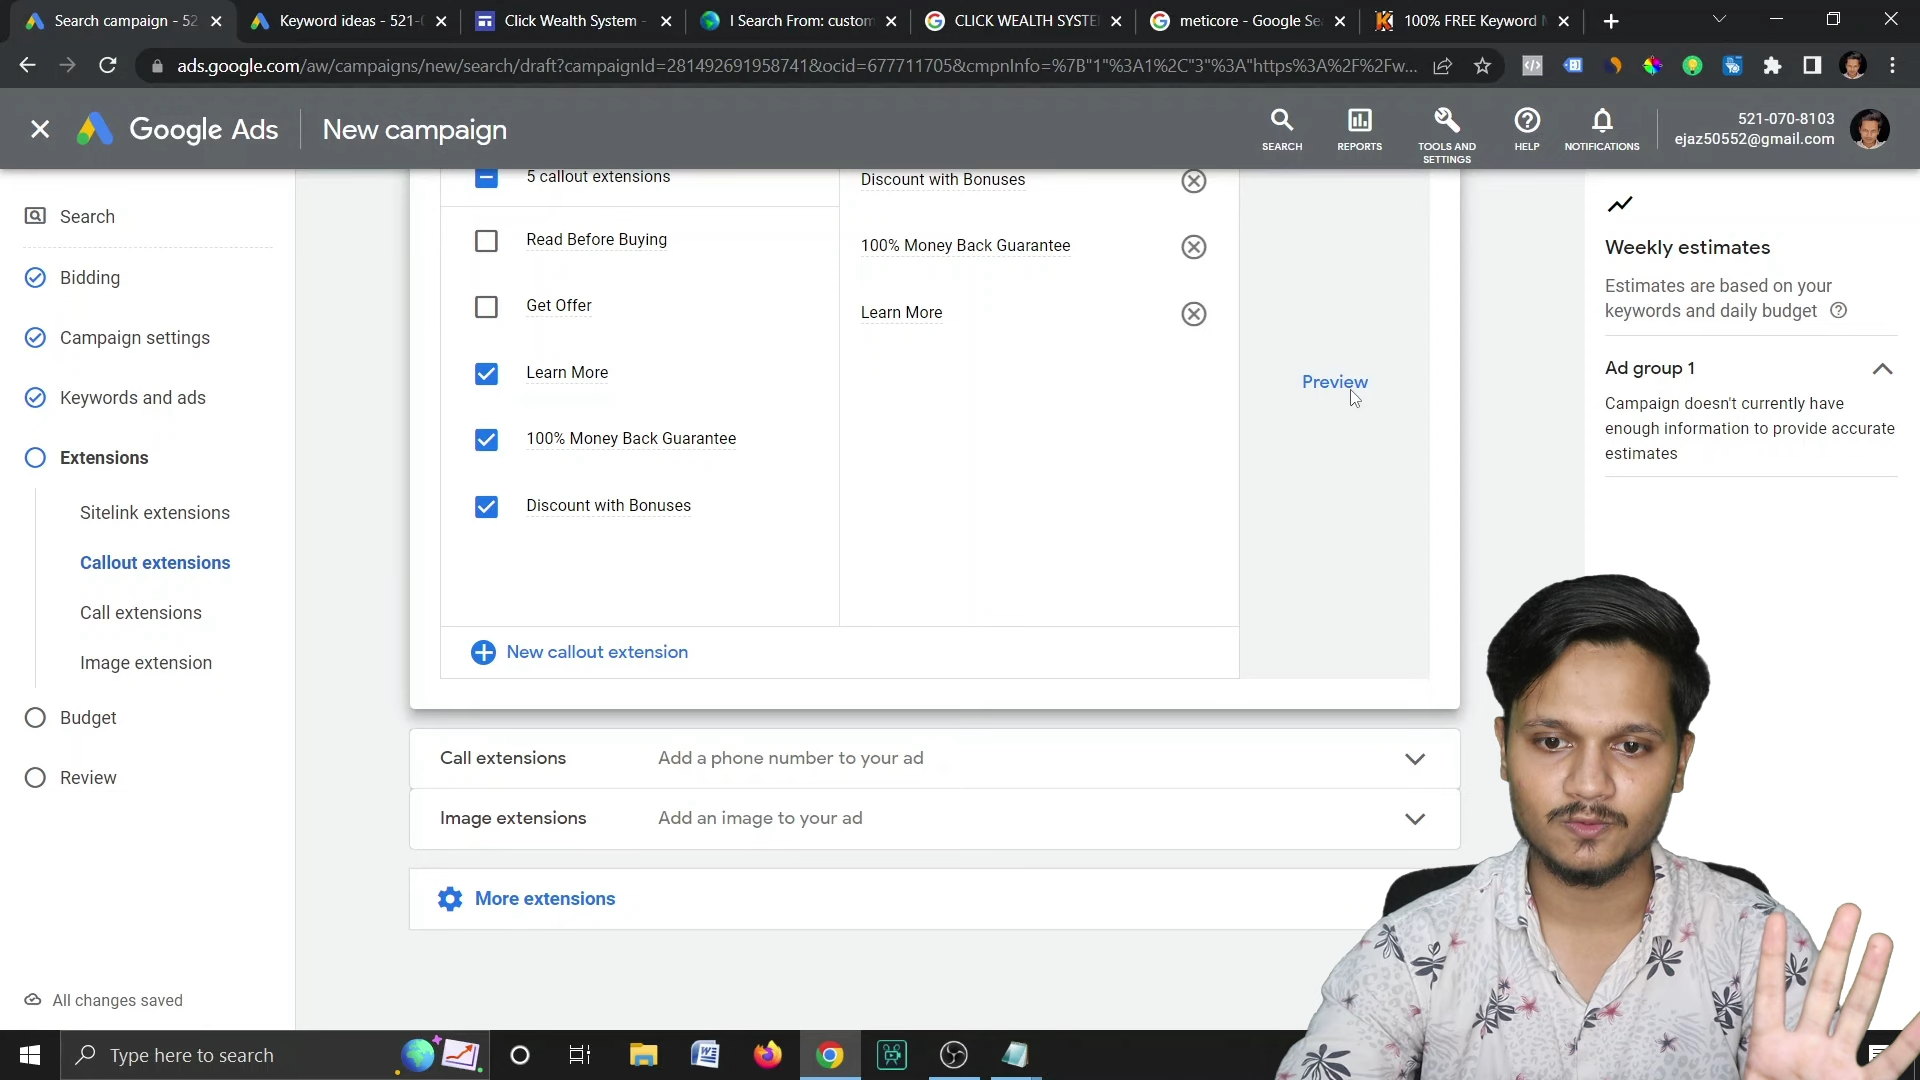 Search campaign - 52
Keyword ideas - 521-
Click Wealth System -
I Search From: custom
CLICK WEALTH SYSTE
meticore - Google Se
100% FREE Keyword
ads.google.com/aw/campaigns/new/search/draft?campaignId=281492691958741&ocid=677711705&cmpnInfo=%7B"1"%3A1%2C"3"%3A"https%3A%2F%2Fw...
Google Ads
New campaign
SEARCH
REPORTS
TOOLS AND
SETTINGS
HELP
NOTIFICATIONS
521-070-8103
ejaz50552@gmail.com
Search
Bidding
Campaign settings
Keywords and ads
Extensions
Sitelink extensions
Callout extensions
Call extensions
Image extension
Budget
Review
All changes saved
5 callout extensions
Read Before Buying
Get Offer
Learn More
100% Money Back Guarantee
Discount with Bonuses
New callout extension
Discount with Bonuses
100% Money Back Guarantee
Learn More
Preview
Call extensions
Add a phone number to your ad
Image extensions
Add an image to your ad
More extensions
Weekly estimates
Estimates are based on your
keywords and daily budget
Ad group 1
Campaign doesn't currently have
enough information to provide accurate
estimates
Type here to search